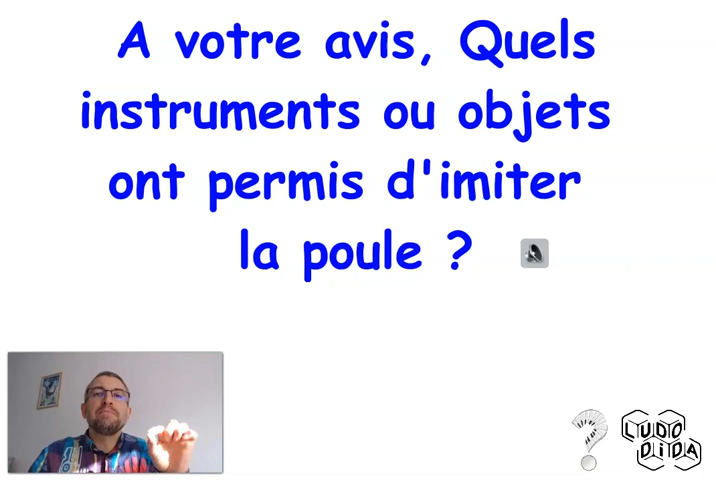 A votre avis, Quels
instruments ou objets
ont permis d'imiter
la poule ?
?
LUDO
DiDA